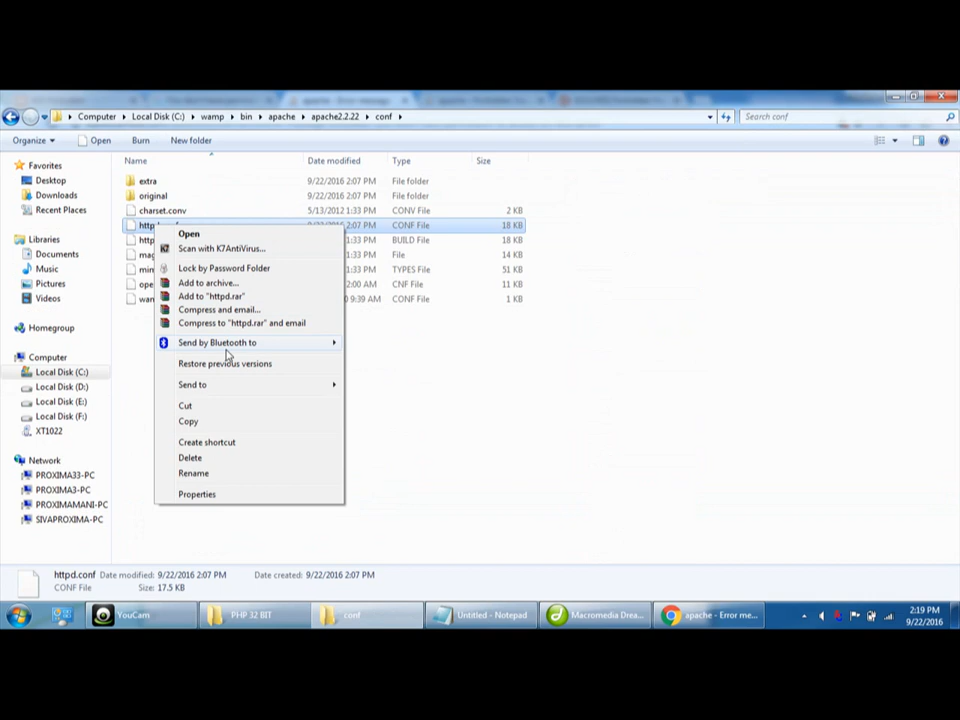 Computer Local Disk (C:) wamp bin apache apache2.2.22 conf
Search conf
Organize Open Burn New folder
Name Date modified Type Size
Favorites
Desktop
Downloads
Recent Places
Libraries
Documents
Music
Pictures
Videos
Homegroup
Computer
Local Disk (C:)
Local Disk (D:)
Local Disk (E:)
Local Disk (F:)
XT1022
Network
PROXIMA33-PC
PROXIMA3-PC
PROXIMAMANI-PC
SIVAPROXIMA-PC
extra 9/22/2016 2:07 PM File folder
original 9/22/2016 2:07 PM File folder
charset.conv 5/13/2012 1:33 PM CONV File 2 KB
2:07 PM CONF File 18 KB
http 1:33 PM BUILD File 18 KB
mag 1:33 PM File 14 KB
mim 1:33 PM TYPES File 51 KB
ope 2:00 AM CNF File 11 KB
wam 0 9:39 AM CONF File 1 KB
Open
Scan with K7AntiVirus...
Lock by Password Folder
Add to archive...
Add to "httpd.rar"
Compress and email...
Compress to "httpd.rar" and email
Send by Bluetooth to
Restore previous versions
Send to
Cut
Copy
Create shortcut
Delete
Rename
Properties
httpd.conf Date modified: 9/22/2016 2:07 PM Date created: 9/22/2016 2:07 PM
CONF File Size: 17.5 KB
YouCam PHP 32 BIT conf Untitled - Notepad Macromedia Drea... apache - Error me...
2:19 PM
9/22/2016